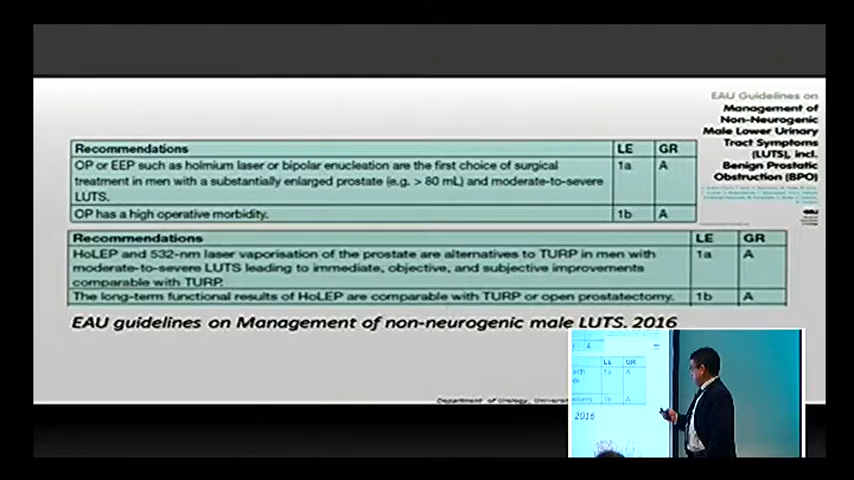 EAU Guidelines on
Management of
Non-Neurogenic
Male Lower Urinary
Tract Symptoms
(LUTS), incl.
Benign Prostatic
Obstruction (BPO)
Recommendations LE GR
OP or EEP such as holmium laser or bipolar enucleation are the first choice of surgical 1a A
treatment in men with a substantially enlarged prostate (e.g. > 80 mL) and moderate-to-severe
LUTS.
OP has a high operative morbidity. 1b A
Recommendations LE GR
HoLEP and 532-nm laser vaporisation of the prostate are alternatives to TURP in men with 1a A
moderate-to-severe LUTS leading to immediate, objective, and subjective improvements
comparable with TURP.
The long-term functional results of HoLEP are comparable with TURP or open prostatectomy. 1b A
EAU guidelines on Management of non-neurogenic male LUTS. 2016
Department of Urology,
LE GR
1a A
1b A
2016